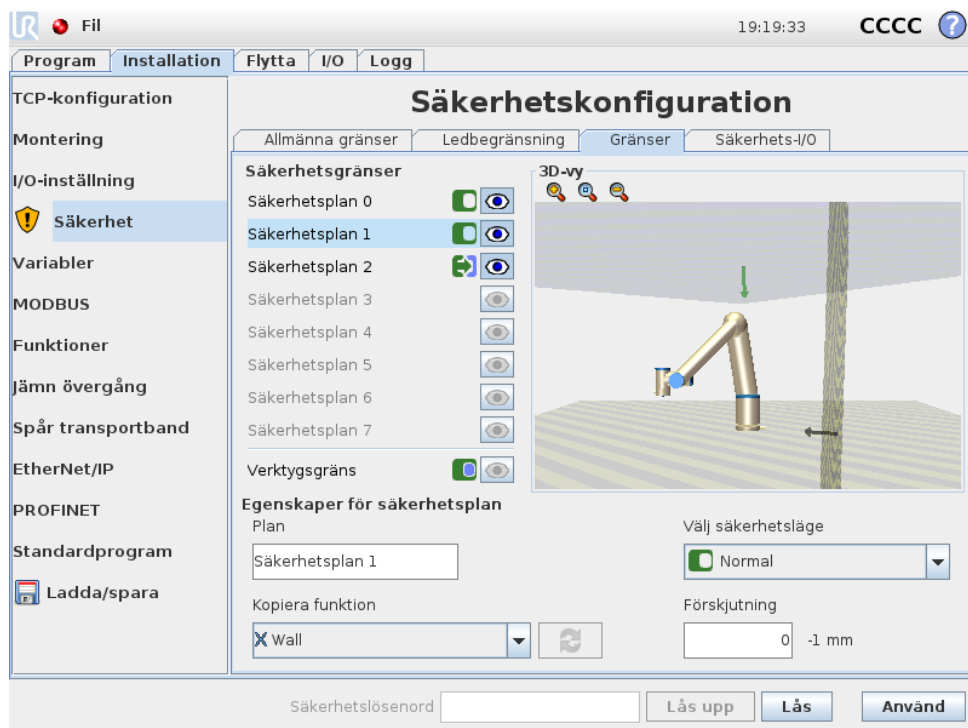 UR Fil 19:19:33 CCCC ?
Program Installation Flytta I/O Logg
TCP-konfiguration
Montering
I/O-inställning
Säkerhet
Variabler
MODBUS
Funktioner
Jämn övergång
Spår transportband
EtherNet/IP
PROFINET
Standardprogram
Ladda/spara
Säkerhetskonfiguration
Allmänna gränser Ledbegränsning Gränser Säkerhets-I/O
Säkerhetsgränser
Säkerhetsplan 0
Säkerhetsplan 1
Säkerhetsplan 2
Säkerhetsplan 3
Säkerhetsplan 4
Säkerhetsplan 5
Säkerhetsplan 6
Säkerhetsplan 7
Verktygsgräns
3D-vy
Egenskaper för säkerhetsplan
Plan
Säkerhetsplan 1
Kopiera funktion
Wall
Välj säkerhetsläge
Normal
Förskjutning
0 -1 mm
Säkerhetslösenord Lås upp Lås Använd